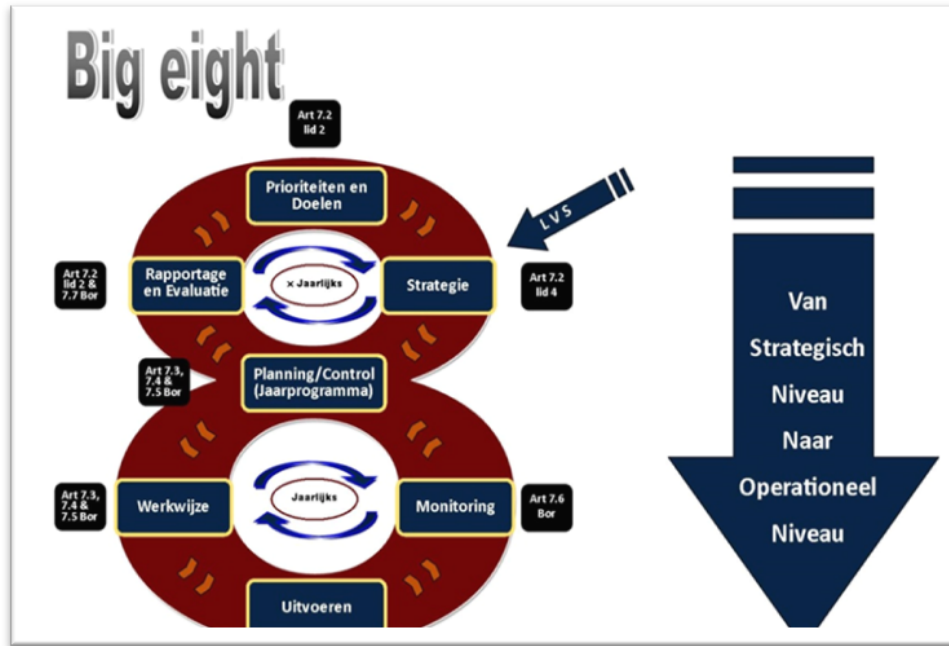 Big eight
Art 7.2
lid 2
Prioriteiten en
Doelen
LVS
Art 7.2
lid 2 &
7.7 Bor
Rapportage
en Evaluatie
x Jaarlijks
Strategie
Art 7.2
lid 4
Art 7.3,
7.4 &
7.5 Bor
Planning/Control
(Jaarprogramma)
Art 7.3,
7.4 &
7.5 Bor
Werkwijze
Jaarlijks
Monitoring
Art 7.6
Bor
Uitvoeren
Van
Strategisch
Niveau
Naar
Operationeel
Niveau